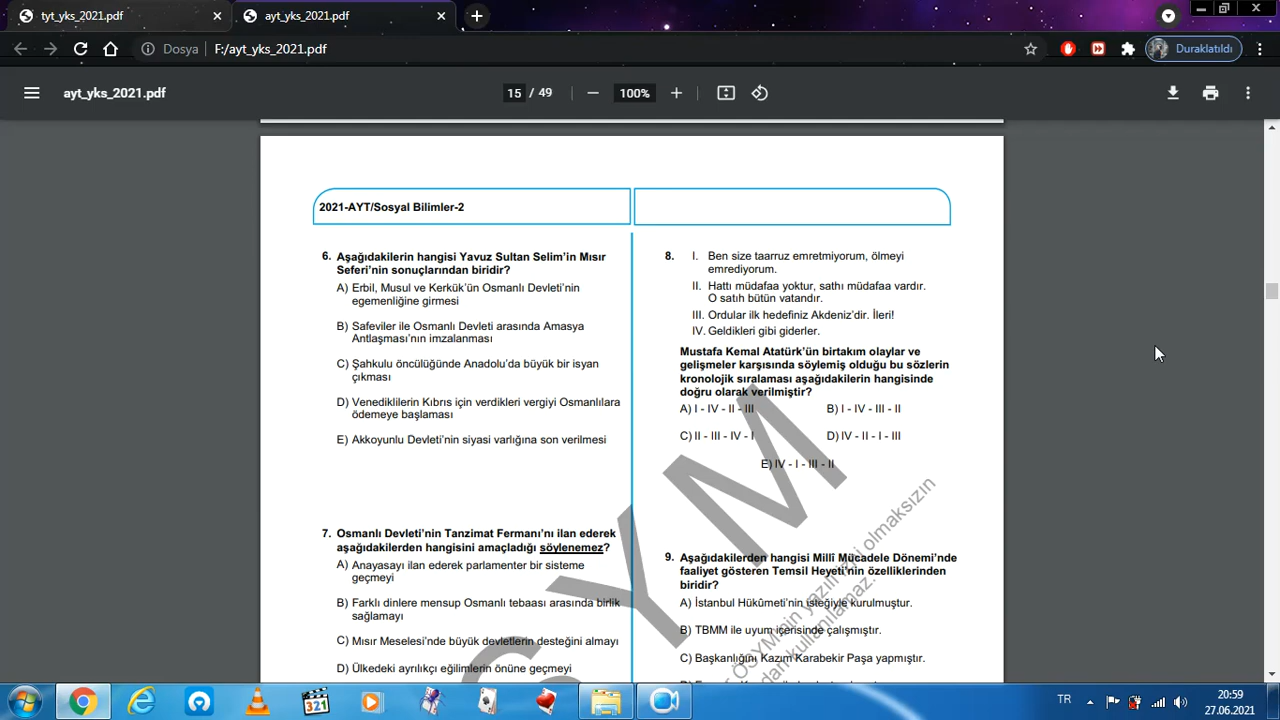 tyt_yks_2021.pdf
ayt_yks_2021.pdf
Dosya
F:/ayt_yks_2021.pdf
Duraklatıldı
ayt_yks_2021.pdf
15 / 49
100%
2021-AYT/Sosyal Bilimler-2
6. Aşağıdakilerin hangisi Yavuz Sultan Selim'in Mısır
Seferi'nin sonuçlarından biridir?
A) Erbil, Musul ve Kerkük'ün Osmanlı Devleti'nin
egemenliğine girmesi
B) Safeviler ile Osmanlı Devleti arasında Amasya
Antlaşması'nın imzalanması
C) Şahkulu öncülüğünde Anadolu'da büyük bir isyan
çıkması
D) Venediklilerin Kıbrıs için verdikleri vergiyi Osmanlılara
ödemeye başlaması
E) Akkoyunlu Devleti'nin siyasi varlığına son verilmesi
7. Osmanlı Devleti'nin Tanzimat Fermanı'nı ilan ederek
aşağıdakilerden hangisini amaçladığı söylenemez?
A) Anayasayı ilan ederek parlamenter bir sisteme
geçmeyi
B) Farklı dinlere mensup Osmanlı tebaası arasında birlik
sağlamayı
C) Mısır Meselesi'nde büyük devletlerin desteğini almayı
D) Ülkedeki ayrılıkçı eğilimlerin önüne geçmeyi
8. I. Ben size taarruz emretmiyorum, ölmeyi
emrediyorum.
II. Hattı müdafaa yoktur, sathı müdafaa vardır.
O satıh bütün vatandır.
III. Ordular ilk hedefiniz Akdeniz'dir. İleri!
IV. Geldikleri gibi giderler.
Mustafa Kemal Atatürk'ün birtakım olaylar ve
gelişmeler karşısında söylemiş olduğu bu sözlerin
kronolojik sıralaması aşağıdakilerin hangisinde
doğru olarak verilmiştir?
A) I - IV - II - III
B) I - IV - III - II
C) II - III - IV - I
D) IV - II - I - III
E) IV - I - III - II
9. Aşağıdakilerden hangisi Millî Mücadele Dönemi'nde
faaliyet gösteren Temsil Heyeti'nin özelliklerinden
biridir?
A) İstanbul Hükûmeti'nin isteğiyle kurulmuştur.
B) TBMM ile uyum içerisinde çalışmıştır.
C) Başkanlığını Kazım Karabekir Paşa yapmıştır.
YM
ÖSYM'nin yazılı izni olmaksızın
kullanılamaz.
321
TR
20:59
27.06.2021